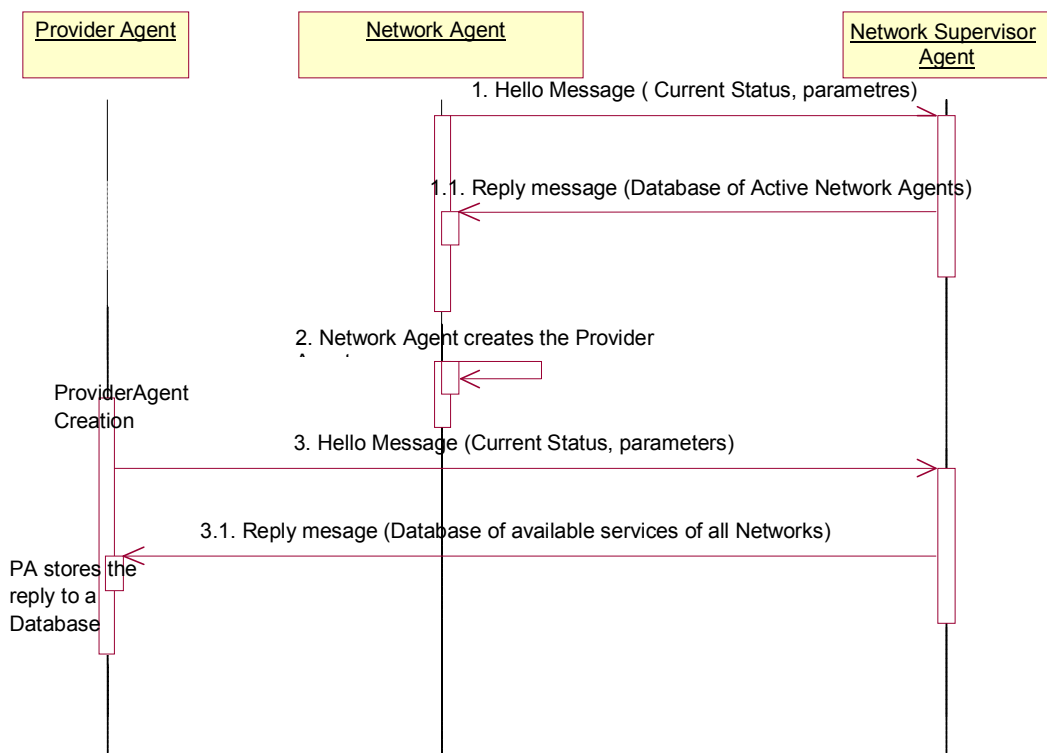 Provider Agent
Network Agent
Network Supervisor
Agent
1. Hello Message ( Current Status, parametres)
1.1. Reply message (Database of Active Network Agents)
2. Network Agent creates the Provider
ProviderAgent
Creation
3. Hello Message (Current Status, parameters)
3.1. Reply mesage (Database of available services of all Networks)
PA stores the
reply to a
Database